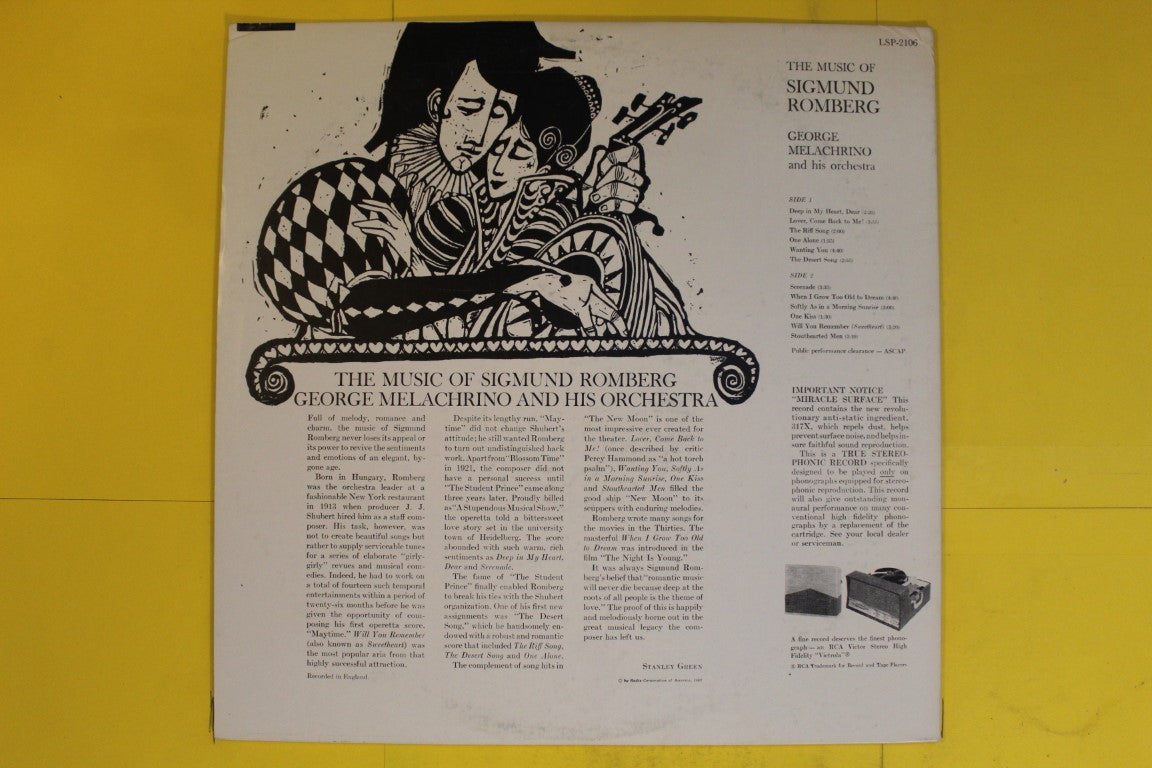 LSP-2106
THE MUSIC OF
SIGMUND
ROMBERG
GEORGE
MELACHRINO
and his orchestra
SIDE 1
Deep in My Heart, Dear
Lover, Come Back to Me!
The Riff Song (2:00)
One Alone
Wanting You
The Desert Song
SIDE 2
Serenade
When I Grow Too Old to Dream
Softly As in a Morning Sunrise
One Kiss
Will You Remember (Sweetheart)
Stouthearted Men
Public performance clearance — ASCAP
IMPORTANT NOTICE
"MIRACLE SURFACE" This
record contains the new revolu-
tionary anti-static ingredient,
317X, which repels dust, helps
prevent surface noise, and helps in-
sure faithful sound reproduction.
This is a TRUE STEREO-
PHONIC RECORD specifically
designed to be played only on
phonographs equipped for stereo-
phonic reproduction. This record
will also give outstanding mon-
aural performance on many con-
ventional high fidelity phono-
graphs by a replacement of the
cartridge. See your local dealer
or serviceman.
A fine record deserves the finest phono-
graph — an RCA Victor Stereo High
Fidelity "Victrola"®
® RCA Trademark for Record and Tape Players
THE MUSIC OF SIGMUND ROMBERG
GEORGE MELACHRINO AND HIS ORCHESTRA
Full of melody, romance and
charm, the music of Sigmund
Romberg never loses its appeal or
its power to revive the sentiments
and emotions of an elegant, by-
gone age.
Born in Hungary, Romberg
was the orchestra leader at a
fashionable New York restaurant
in 1913 when producer J. J.
Shubert hired him as a staff com-
poser. His task, however, was
not to create beautiful songs but
rather to supply serviceable tunes
for a series of elaborate "girly-
girly" revues and musical com-
edies. Indeed, he had to work on
a total of fourteen such temporal
entertainments within a period of
twenty-six months before he was
given the opportunity of com-
posing his first operetta score,
"Maytime." Will You Remember
(also known as Sweetheart) was
the most popular aria from that
highly successful attraction.
Recorded in England
Despite its lengthy run, "May-
time" did not change Shubert's
attitude; he still wanted Romberg
to turn out undistinguished hack
work. Apart from "Blossom Time"
in 1921, the composer did not
have a personal success until
"The Student Prince" came along
three years later. Proudly billed
as "A Stupendous Musical Show,"
the operetta told a bittersweet
love story set in the university
town of Heidelberg. The score
abounded with such warm, rich
sentiments as Deep in My Heart,
Dear and Serenade.
The fame of "The Student
Prince" finally enabled Romberg
to break his ties with the Shubert
organization. One of his first new
assignments was "The Desert
Song," which he handsomely en-
dowed with a robust and romantic
score that included The Riff Song,
The Desert Song and One Alone.
The complement of song hits in
"The New Moon" is one of the
most impressive ever created for
the theater. Lover, Come Back to
Me! (once described by critic
Percy Hammond as "a hot torch
psalm"), Wanting You, Softly As
in a Morning Sunrise, One Kiss
and Stouthearted Men filled the
good ship "New Moon" to its
scuppers with enduring melodies.
Romberg wrote many songs for
the movies in the Thirties. The
masterful When I Grow Too Old
to Dream was introduced in the
film "The Night Is Young."
It was always Sigmund Rom-
berg's belief that "romantic music
will never die because deep at the
roots of all people is the theme of
love." The proof of this is happily
and melodiously borne out in the
great musical legacy the com-
poser has left us.
STANLEY GREEN
© by Radio Corporation of America,